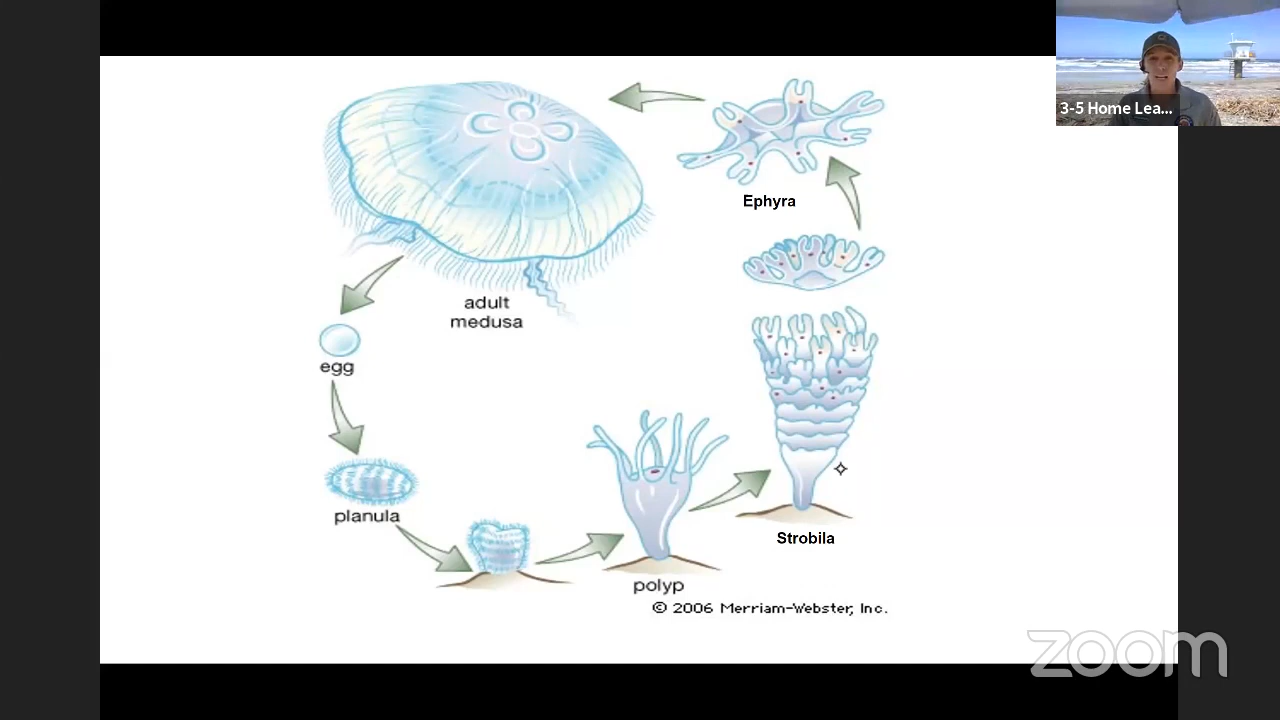 3-5 Home Lea...
Ephyra
adult
medusa
egg
planula
Strobila
polyp
© 2006 Merriam-Webster, Inc.
zoom